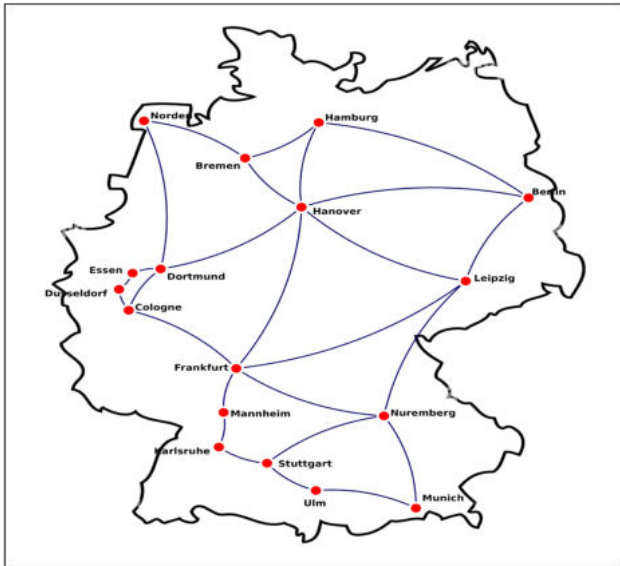 Norden
Hamburg
Bremen
Berlin
Hanover
Essen
Dortmund
Leipzig
Dusseldorf
Cologne
Frankfurt
Mannheim
Nuremberg
Karlsruhe
Stuttgart
Ulm
Munich